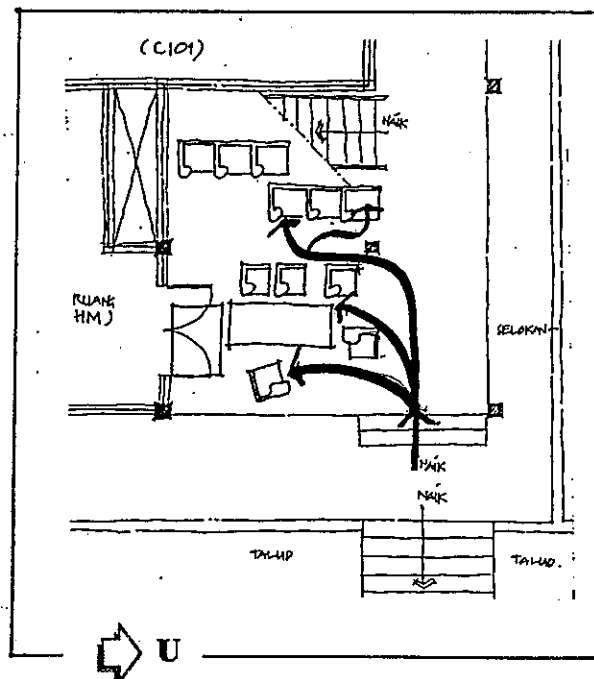 (C101)
NAIK
RUANG
HMJ
SELOKAN
NAIK
NAIK
TALUD
TALUD.
U